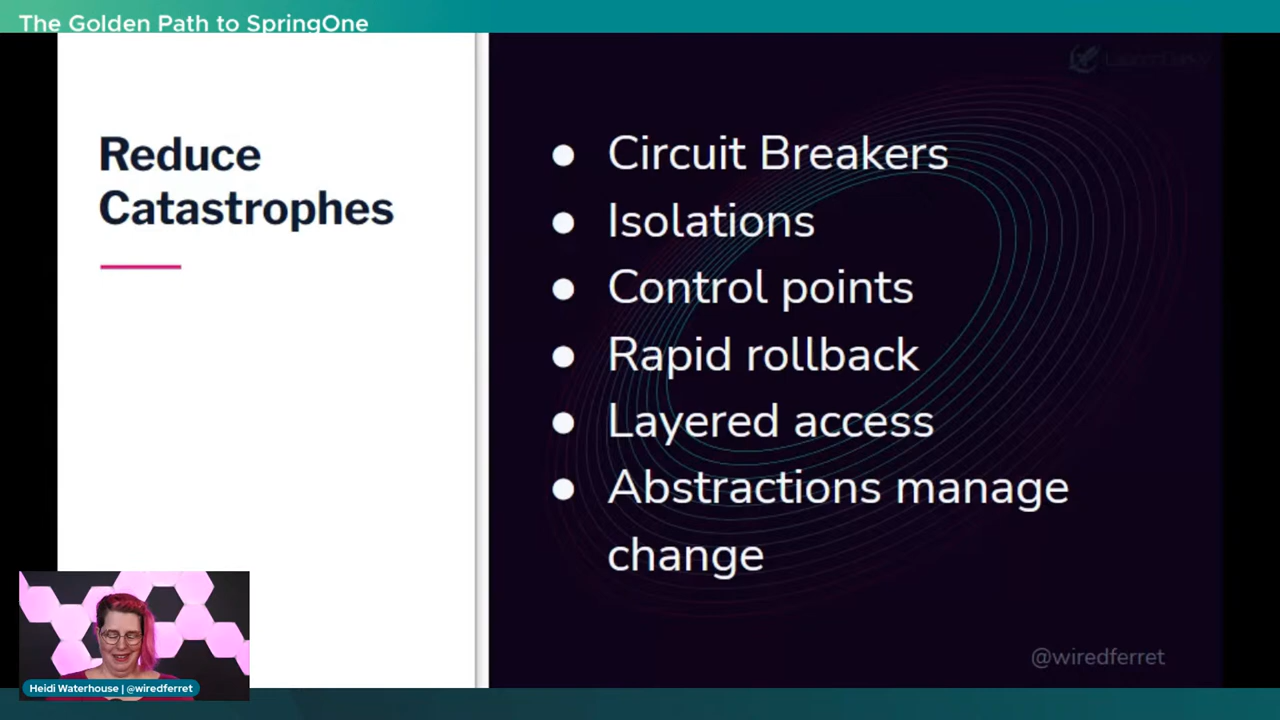 The Golden Path to SpringOne
Reduce
Catastrophes
● Circuit Breakers
● Isolations
● Control points
● Rapid rollback
● Layered access
● Abstractions manage
change
@wiredferret
Heidi Waterhouse | @wiredferret